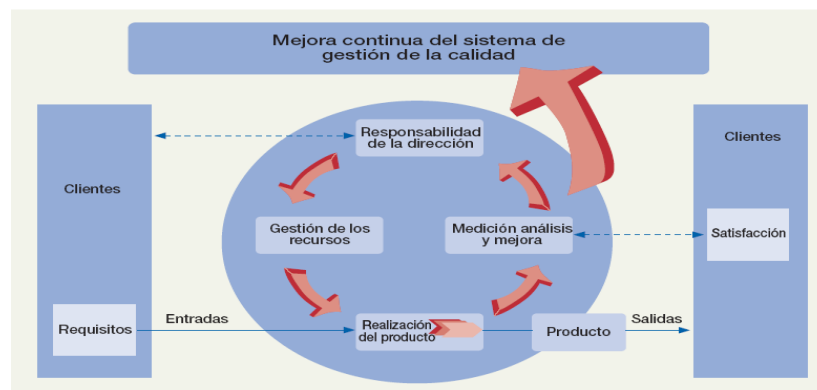 Mejora continua del sistema de
gestión de la calidad
Clientes
Responsabilidad
de la dirección
Clientes
Gestión de los
recursos
Medición análisis
y mejora
Satisfacción
Requisitos
Entradas
Realización
del producto
Producto
Salidas